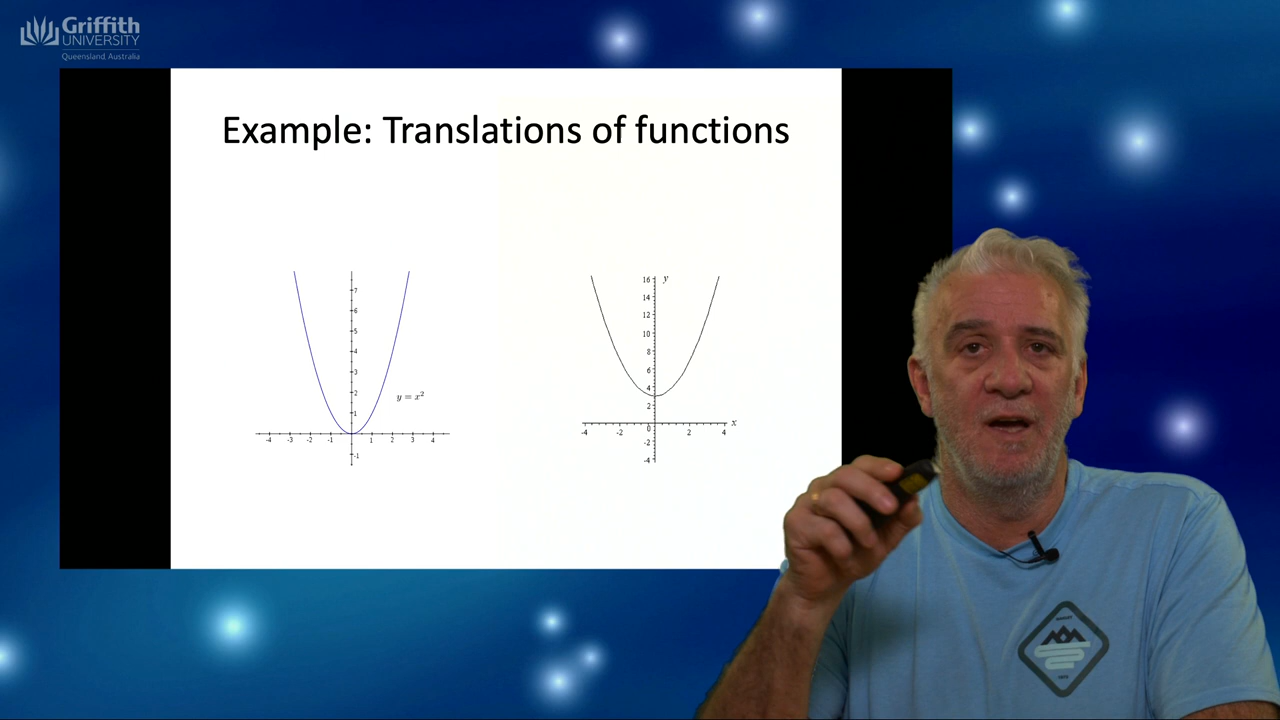 Griffith
UNIVERSITY
Queensland, Australia
Example: Translations of functions
7
6
5
4
3
2
1
-4 -3 -2 -1 1 2 3 4
-1
y = x²
16 y
14
12
10
8
6
4
2
0 x
-4 -2 2 4
-2
-4